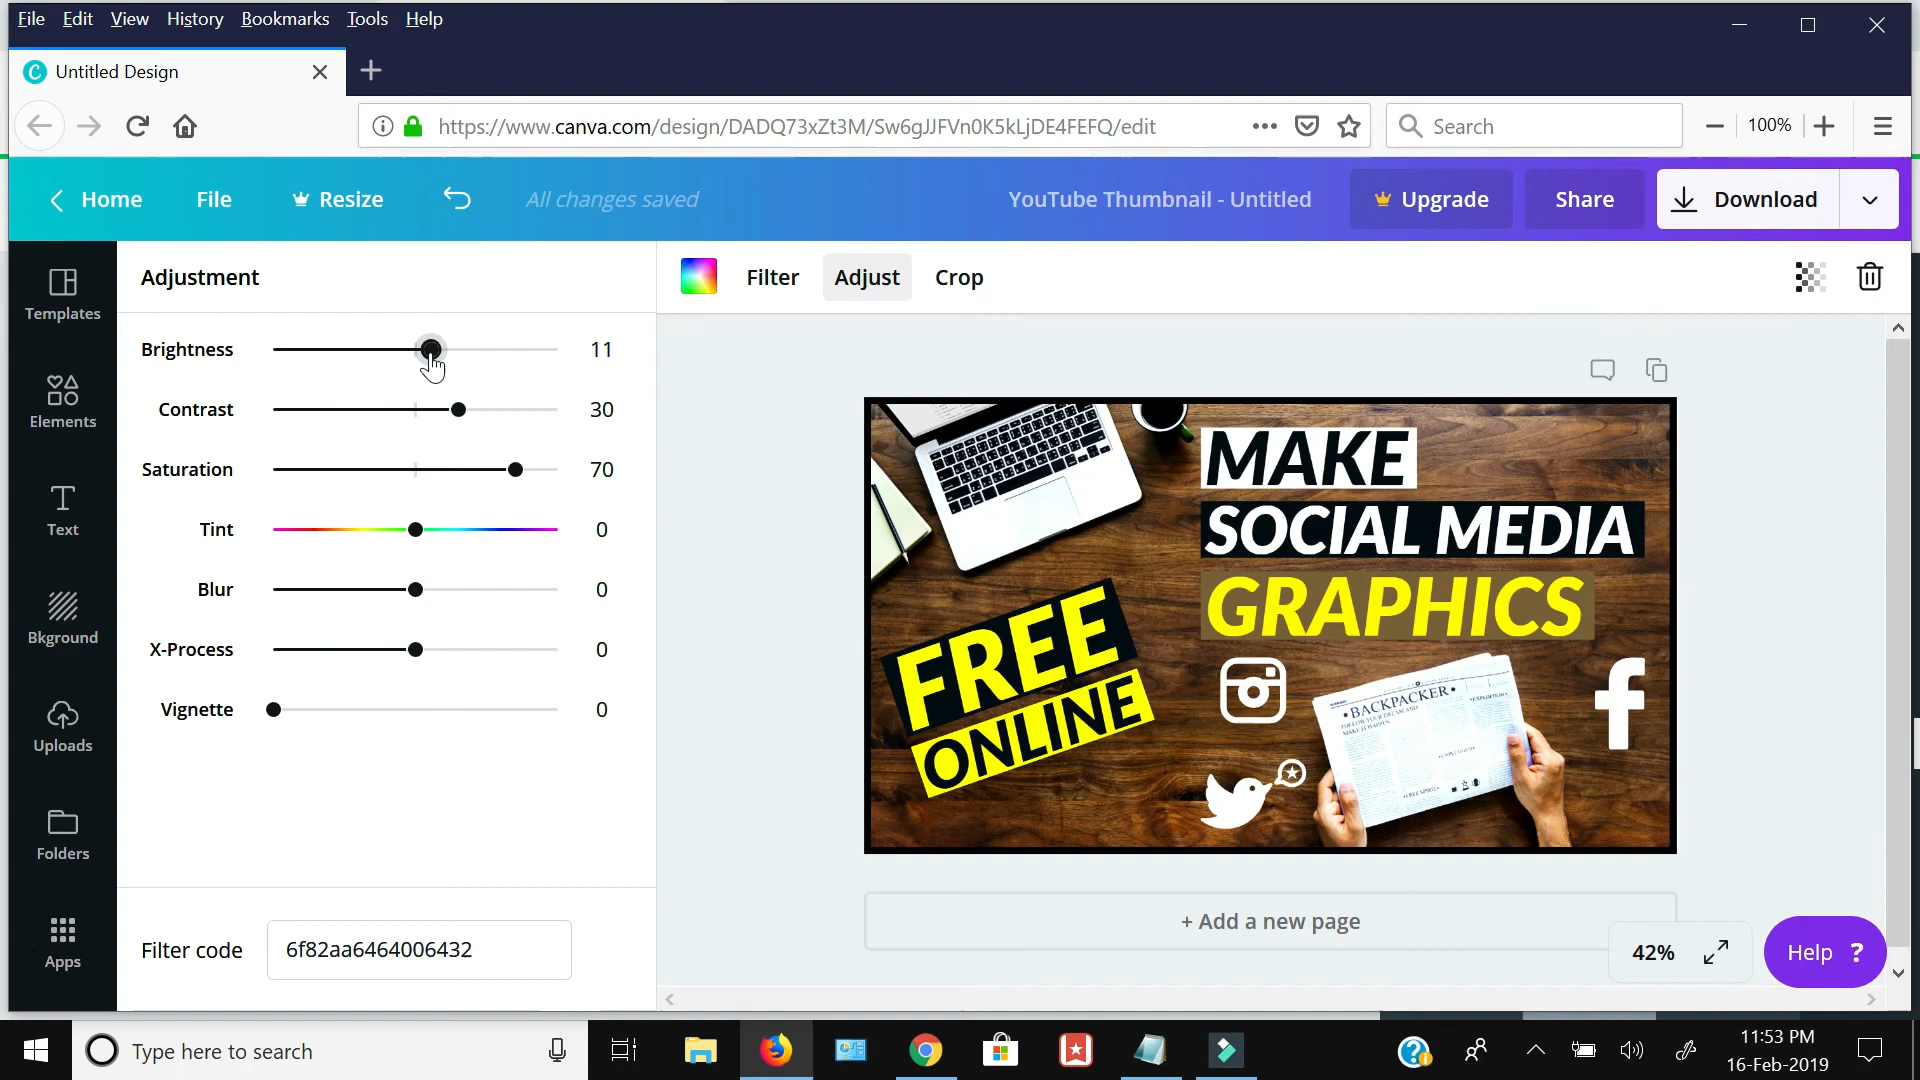 File Edit View History Bookmarks Tools Help
Untitled Design
https://www.canva.com/design/DADQ73xZt3M/Sw6gJJFVn0K5kLjDE4FEFQ/edit
Search
100%
Home File Resize All changes saved YouTube Thumbnail - Untitled Upgrade Share Download
Templates
Elements
Text
Bkground
Uploads
Folders
Apps
Adjustment
Brightness 11
Contrast 30
Saturation 70
Tint 0
Blur 0
X-Process 0
Vignette 0
Filter code 6f82aa6464006432
Filter Adjust Crop
MAKE
SOCIAL MEDIA
GRAPHICS
FREE
ONLINE
BACKPACKER
+ Add a new page
42%
Help ?
Type here to search
11:53 PM
16-Feb-2019